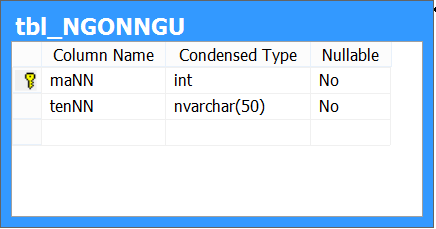 tbl_NGONNGU
Column Name Condensed Type Nullable
maNN int No
tenNN nvarchar(50) No